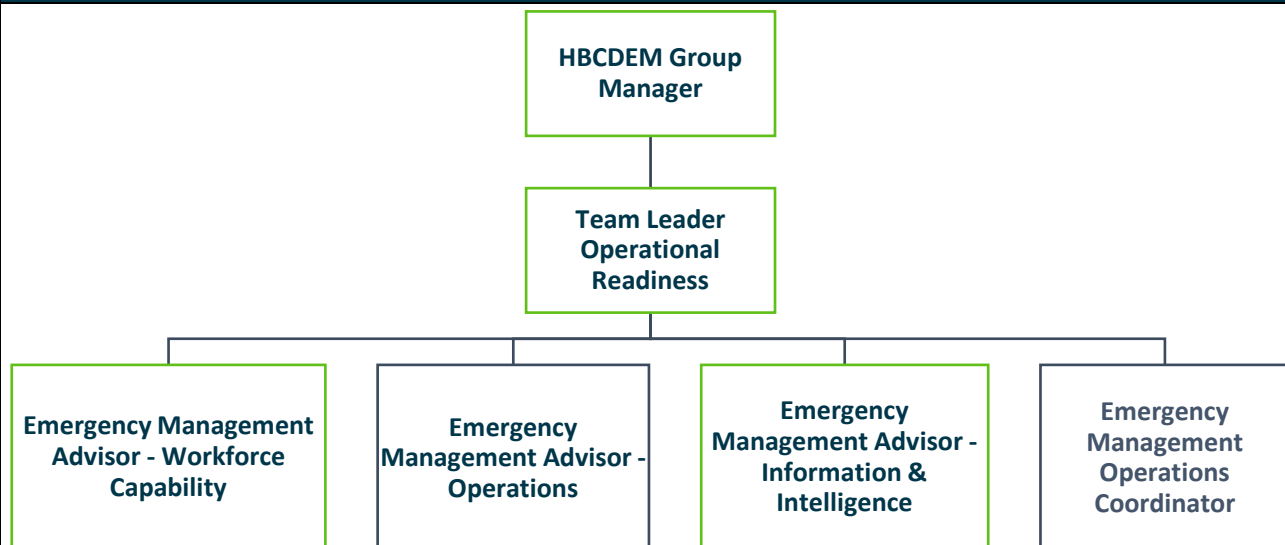 HBCDEM Group
Manager
Team Leader
Operational
Readiness
Emergency Management
Advisor - Workforce
Capability
Emergency
Management Advisor -
Operations
Emergency
Management Advisor -
Information &
Intelligence
Emergency
Management
Operations
Coordinator